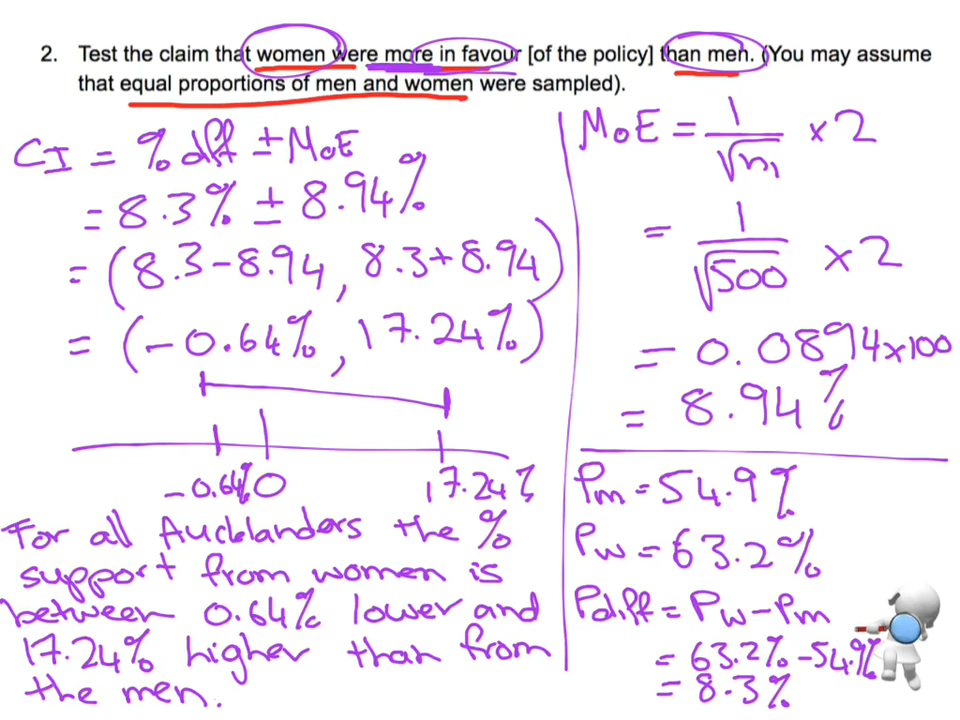 2. Test the claim that women were more in favour [of the policy] than men. (You may assume
that equal proportions of men and women were sampled).
CI = % diff ± MoE
= 8.3% ± 8.94%
= (8.3-8.94, 8.3+8.94)
= (-0.64%, 17.24%)
-0.64% 0 17.24%
For all Aucklanders the %
support from women is
between 0.64% lower and
17.24% higher than from
the men.
MoE = 1/√n₁ × 2
= 1/√500 × 2
= 0.0894×100
= 8.94%
Pm = 54.9%
Pw = 63.2%
Pdiff = Pw - Pm
= 63.2% - 54.9%
= 8.3%